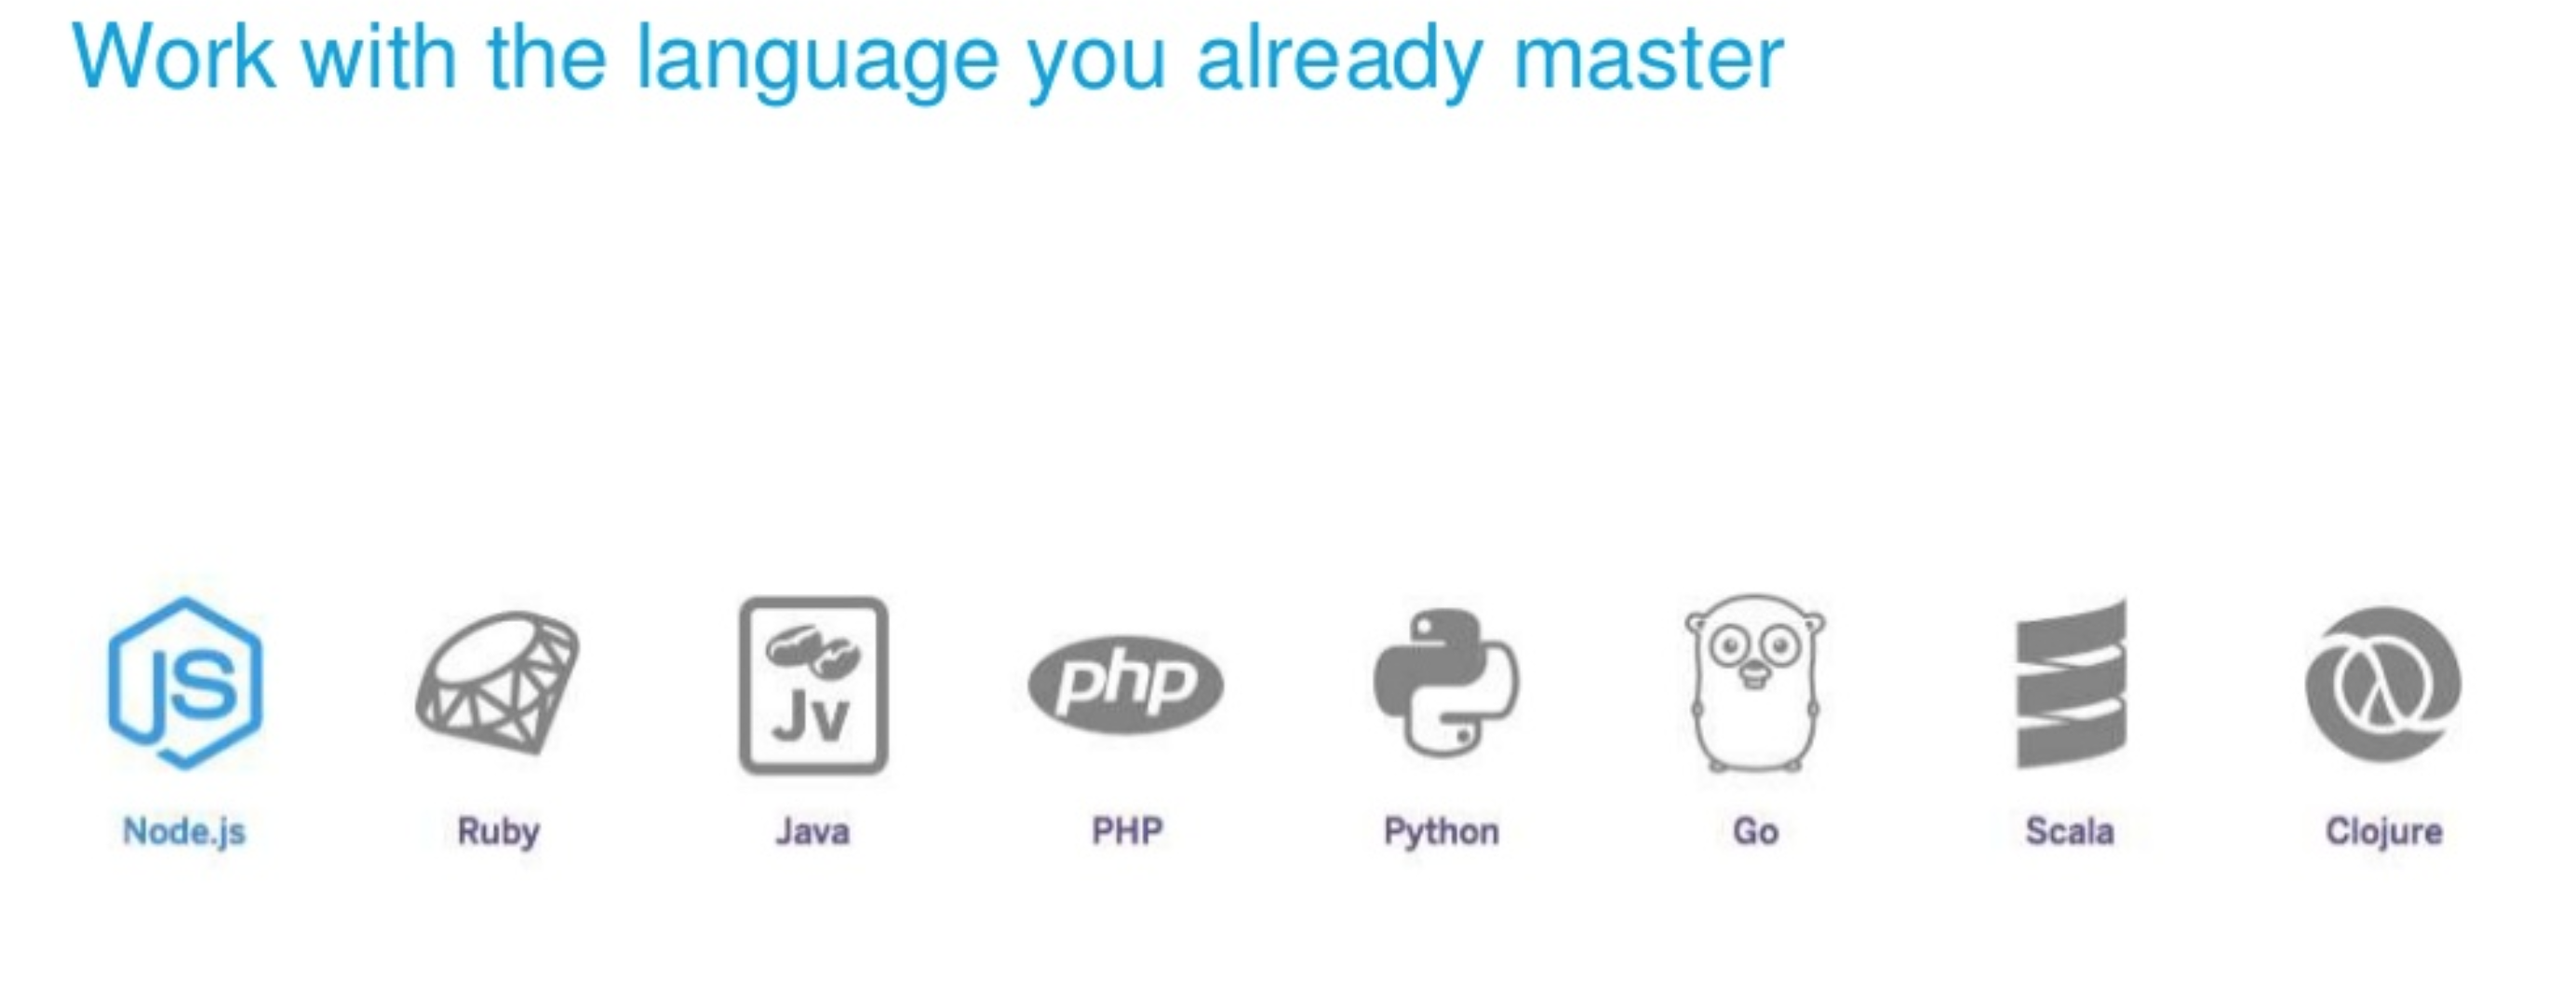 Work with the language you already master
JS
Jv
php
Node.js Ruby Java PHP Python Go Scala Clojure